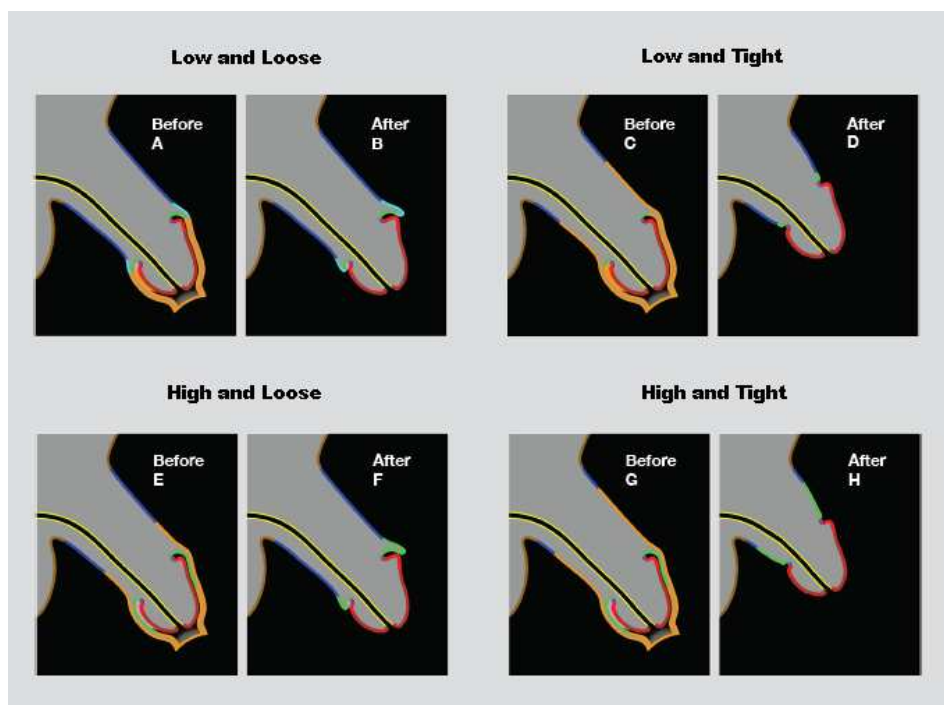 Low and Loose
Low and Tight
Before
A
After
B
Before
C
After
D
High and Loose
High and Tight
Before
E
After
F
Before
G
After
H